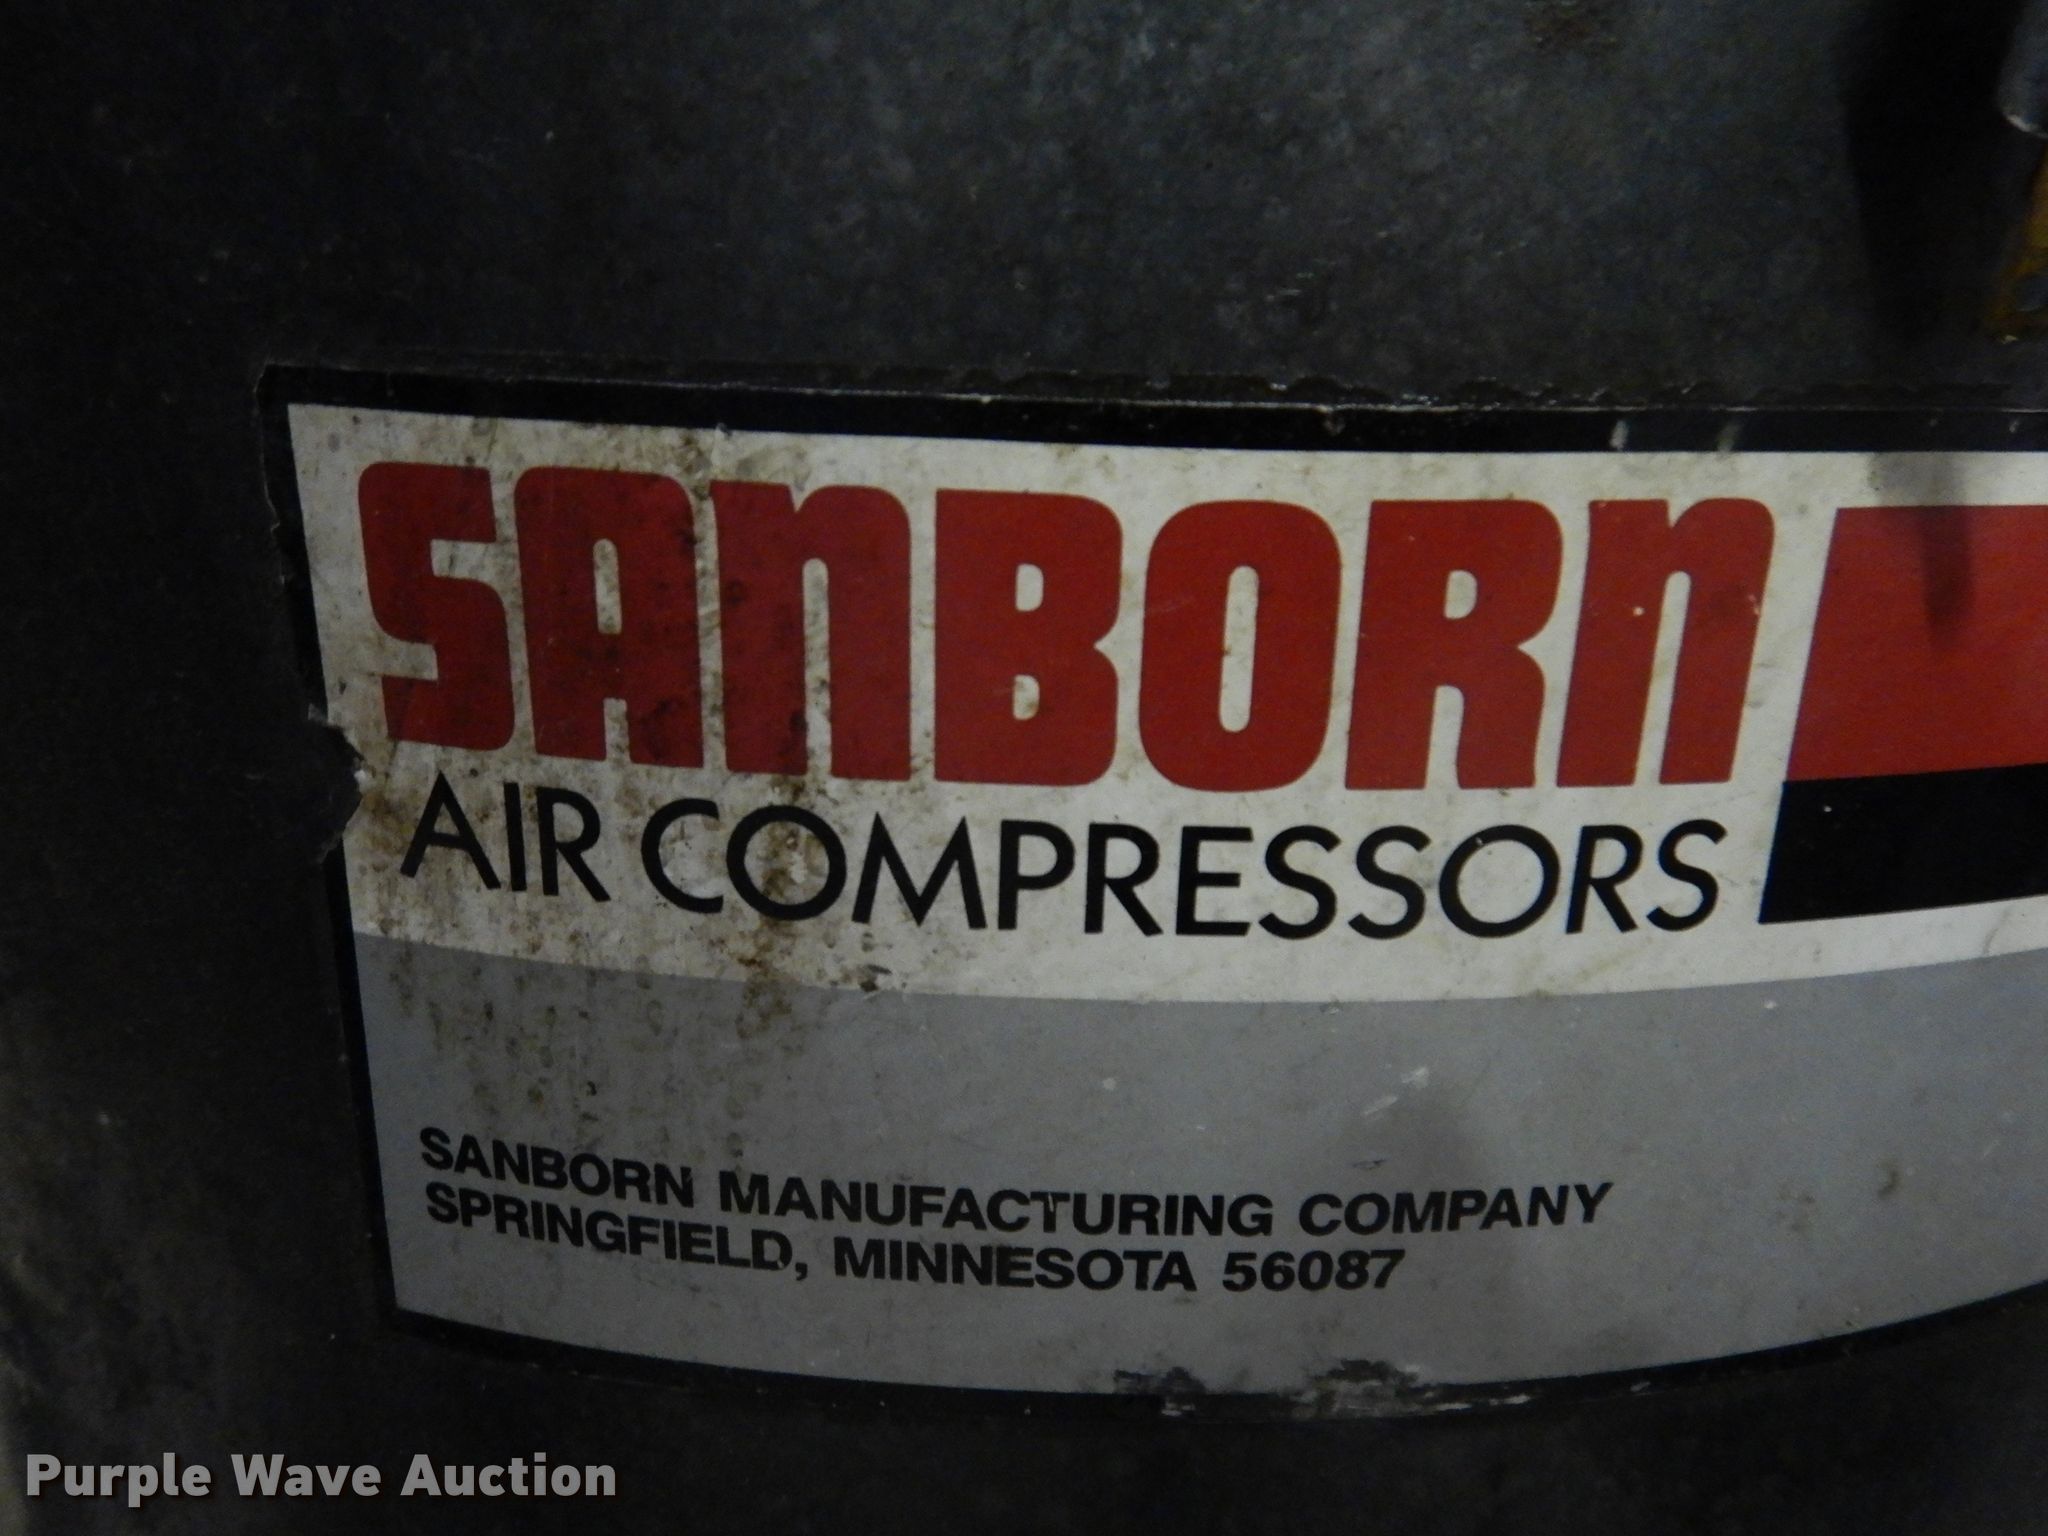 SANBORN
AIR COMPRESSORS
SANBORN MANUFACTURING COMPANY
SPRINGFIELD, MINNESOTA 56087
Purple Wave Auction